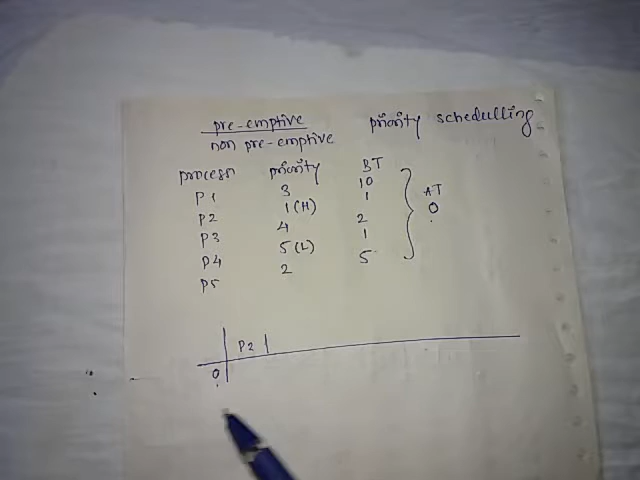 pre-emptive priority schedulling
non pre-emptive
process priority BT
P1 3 10
P2 1(H) 1
P3 4 2
P4 5(L) 1
P5 2 5
AT
0
P2
0